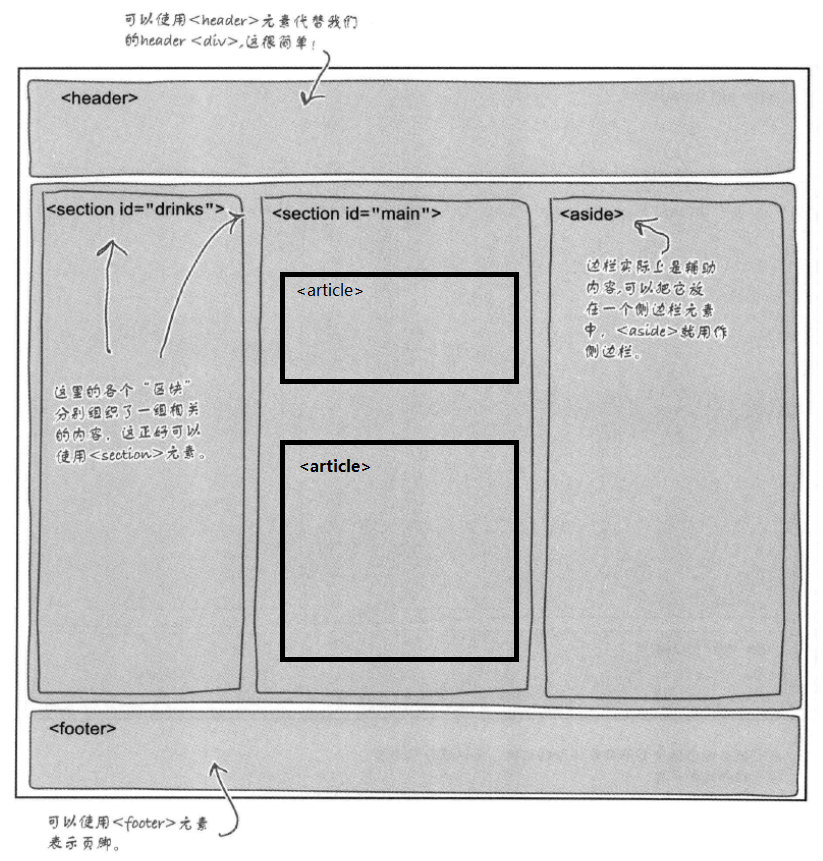 可以使用<header>元素代替我们
的header <div>,这很简单!
<header>
<section id="drinks">
<section id="main">
<aside>
边栏实际上是辅助
内容,可以把它放
在一个侧边栏元素
中，<aside>就用作
侧边栏。
<article>
这里的各个“区块”
分别组织了一组相关
的内容，这正好可以
使用<section>元素。
<article>
<footer>
可以使用<footer>元素
表示页脚。